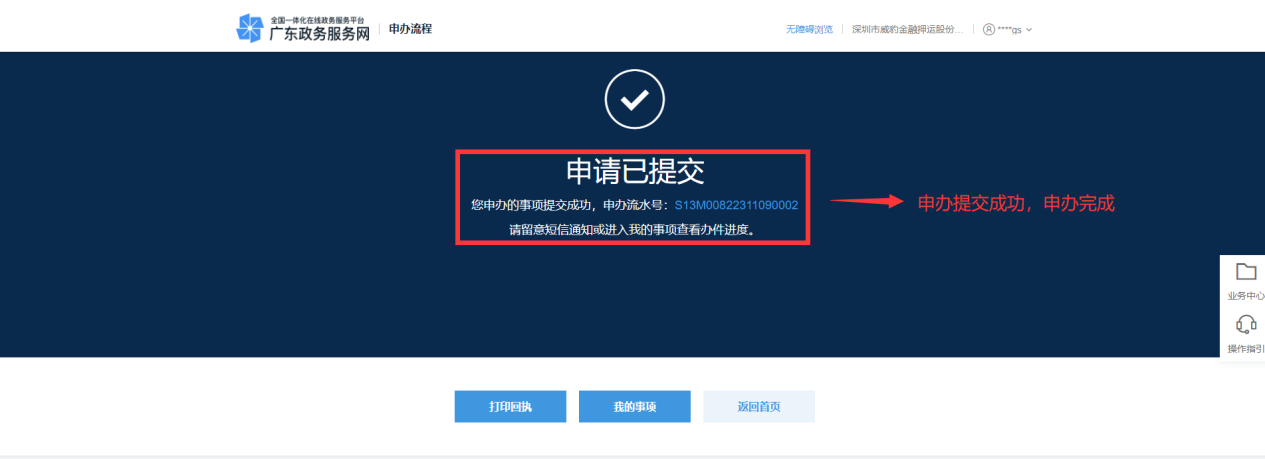 全国一体化在线政务服务平台
广东政务服务网
申办流程
无障碍浏览
深圳市威豹金融押运股份...
****gs
申请已提交
您申办的事项提交成功，申办流水号：S13M00822311090002
请留意短信通知或进入我的事项查看办件进度。
申办提交成功，申办完成
业务中心
操作指引
打印回执
我的事项
返回首页